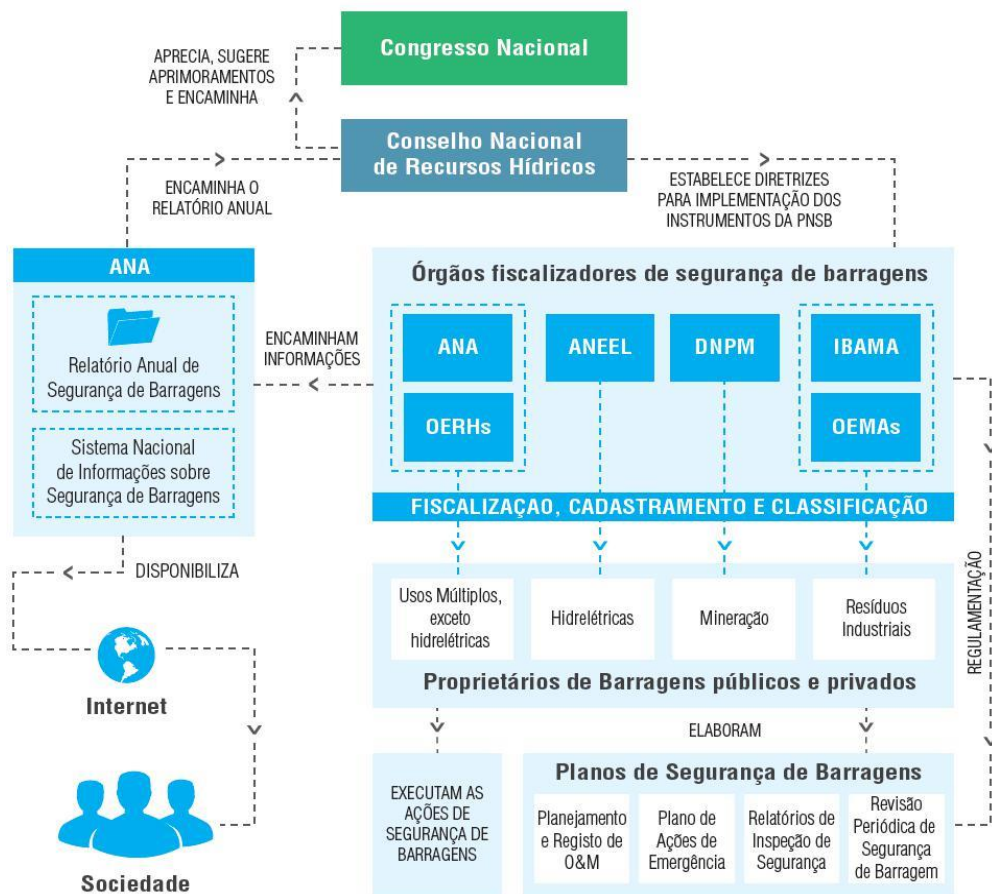 Congresso Nacional
APRECIA, SUGERE
APRIMORAMENTOS
E ENCAMINHA
Conselho Nacional
de Recursos Hídricos
ENCAMINHA O
RELATÓRIO ANUAL
ESTABELECE DIRETRIZES
PARA IMPLEMENTAÇÃO DOS
INSTRUMENTOS DA PNSB
ANA
Relatório Anual de
Segurança de Barragens
Sistema Nacional
de Informações sobre
Segurança de Barragens
ENCAMINHAM
INFORMAÇÕES
Órgãos fiscalizadores de segurança de barragens
ANA
ANEEL
DNPM
IBAMA
OERHs
OEMAs
FISCALIZAÇAO, CADASTRAMENTO E CLASSIFICAÇÃO
DISPONIBILIZA
Internet
Sociedade
Usos Múltiplos,
exceto
hidrelétricas
Hidrelétricas
Mineração
Resíduos
Industriais
Proprietários de Barragens públicos e privados
REGULAMENTAÇÃO
ELABORAM
EXECUTAM AS
AÇÕES DE
SEGURANÇA DE
BARRAGENS
Planos de Segurança de Barragens
Planejamento
e Registo de
O&M
Plano de
Ações de
Emergência
Relatórios de
Inspeção de
Segurança
Revisão
Periódica de
Segurança
de Barragem